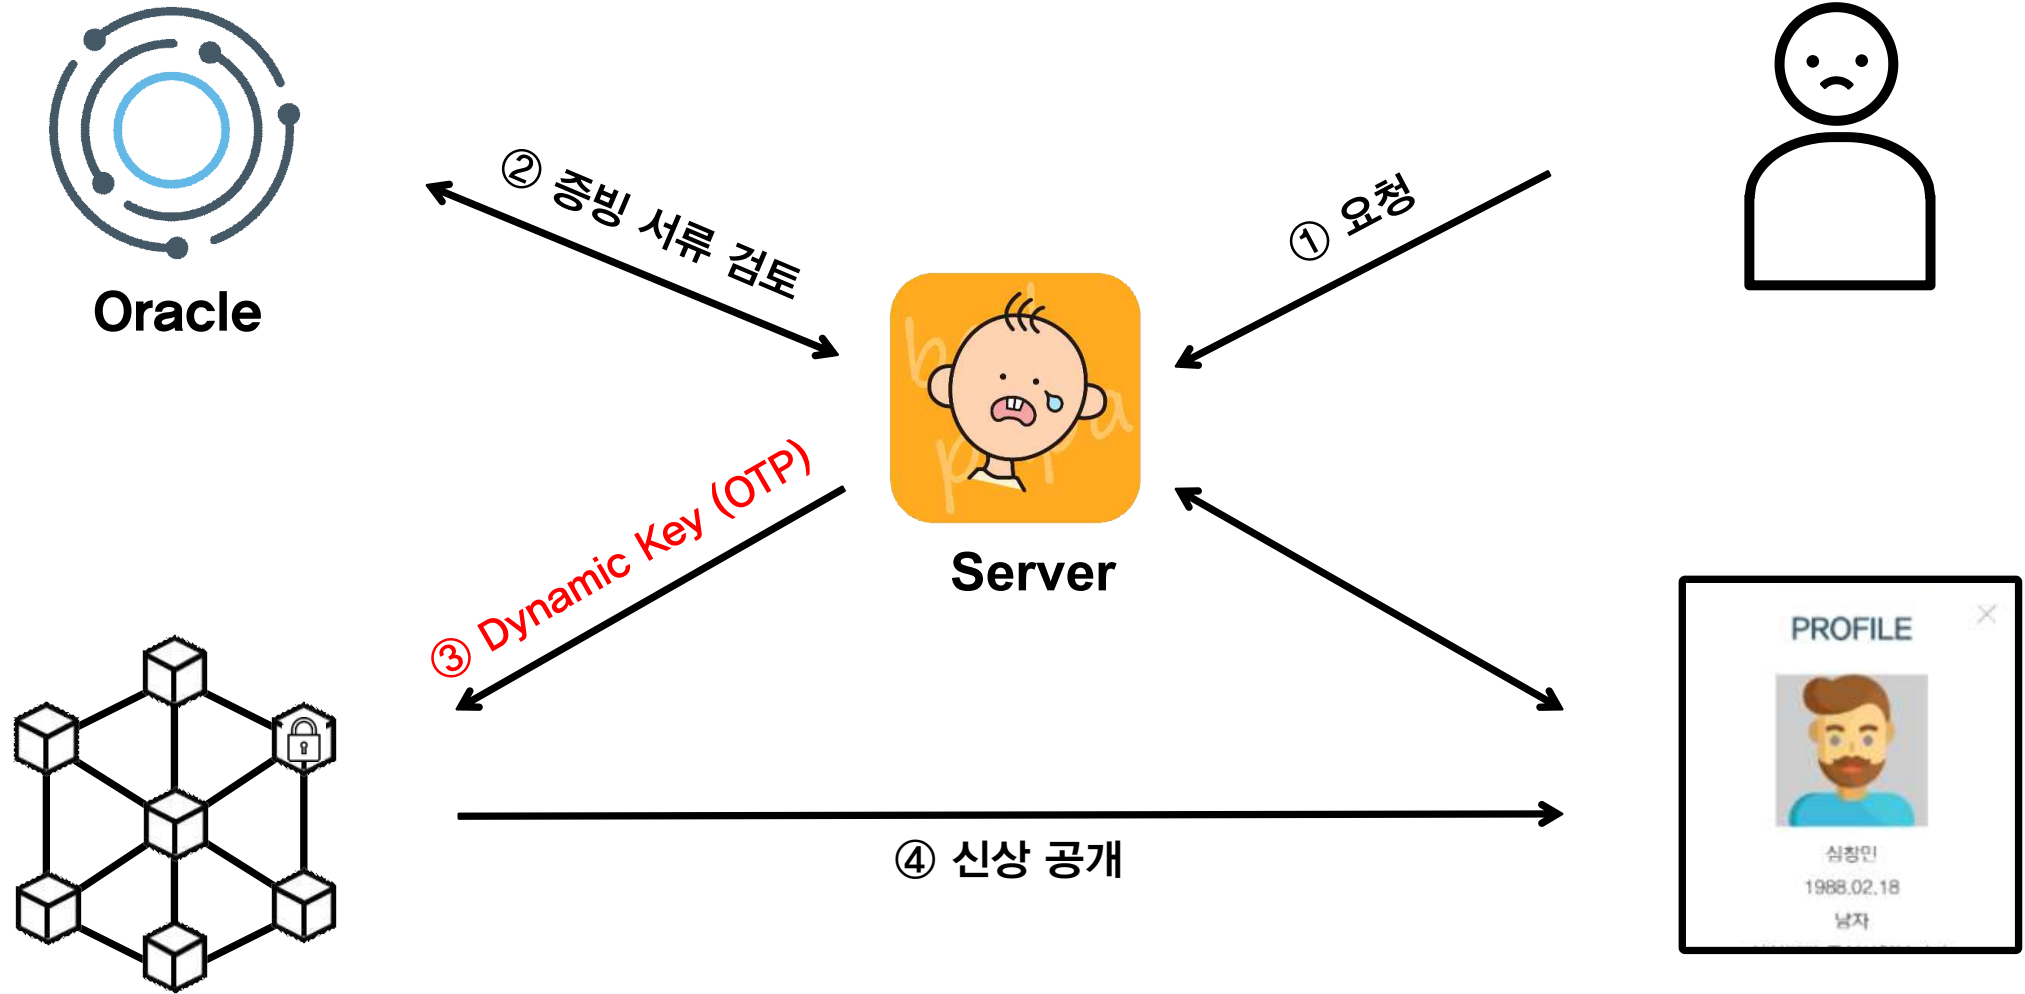 ② 증빙 서류 검토
① 요청
Oracle
Server
③ Dynamic Key (OTP)
④ 신상 공개
PROFILE
심창민
1988.02.18
남자